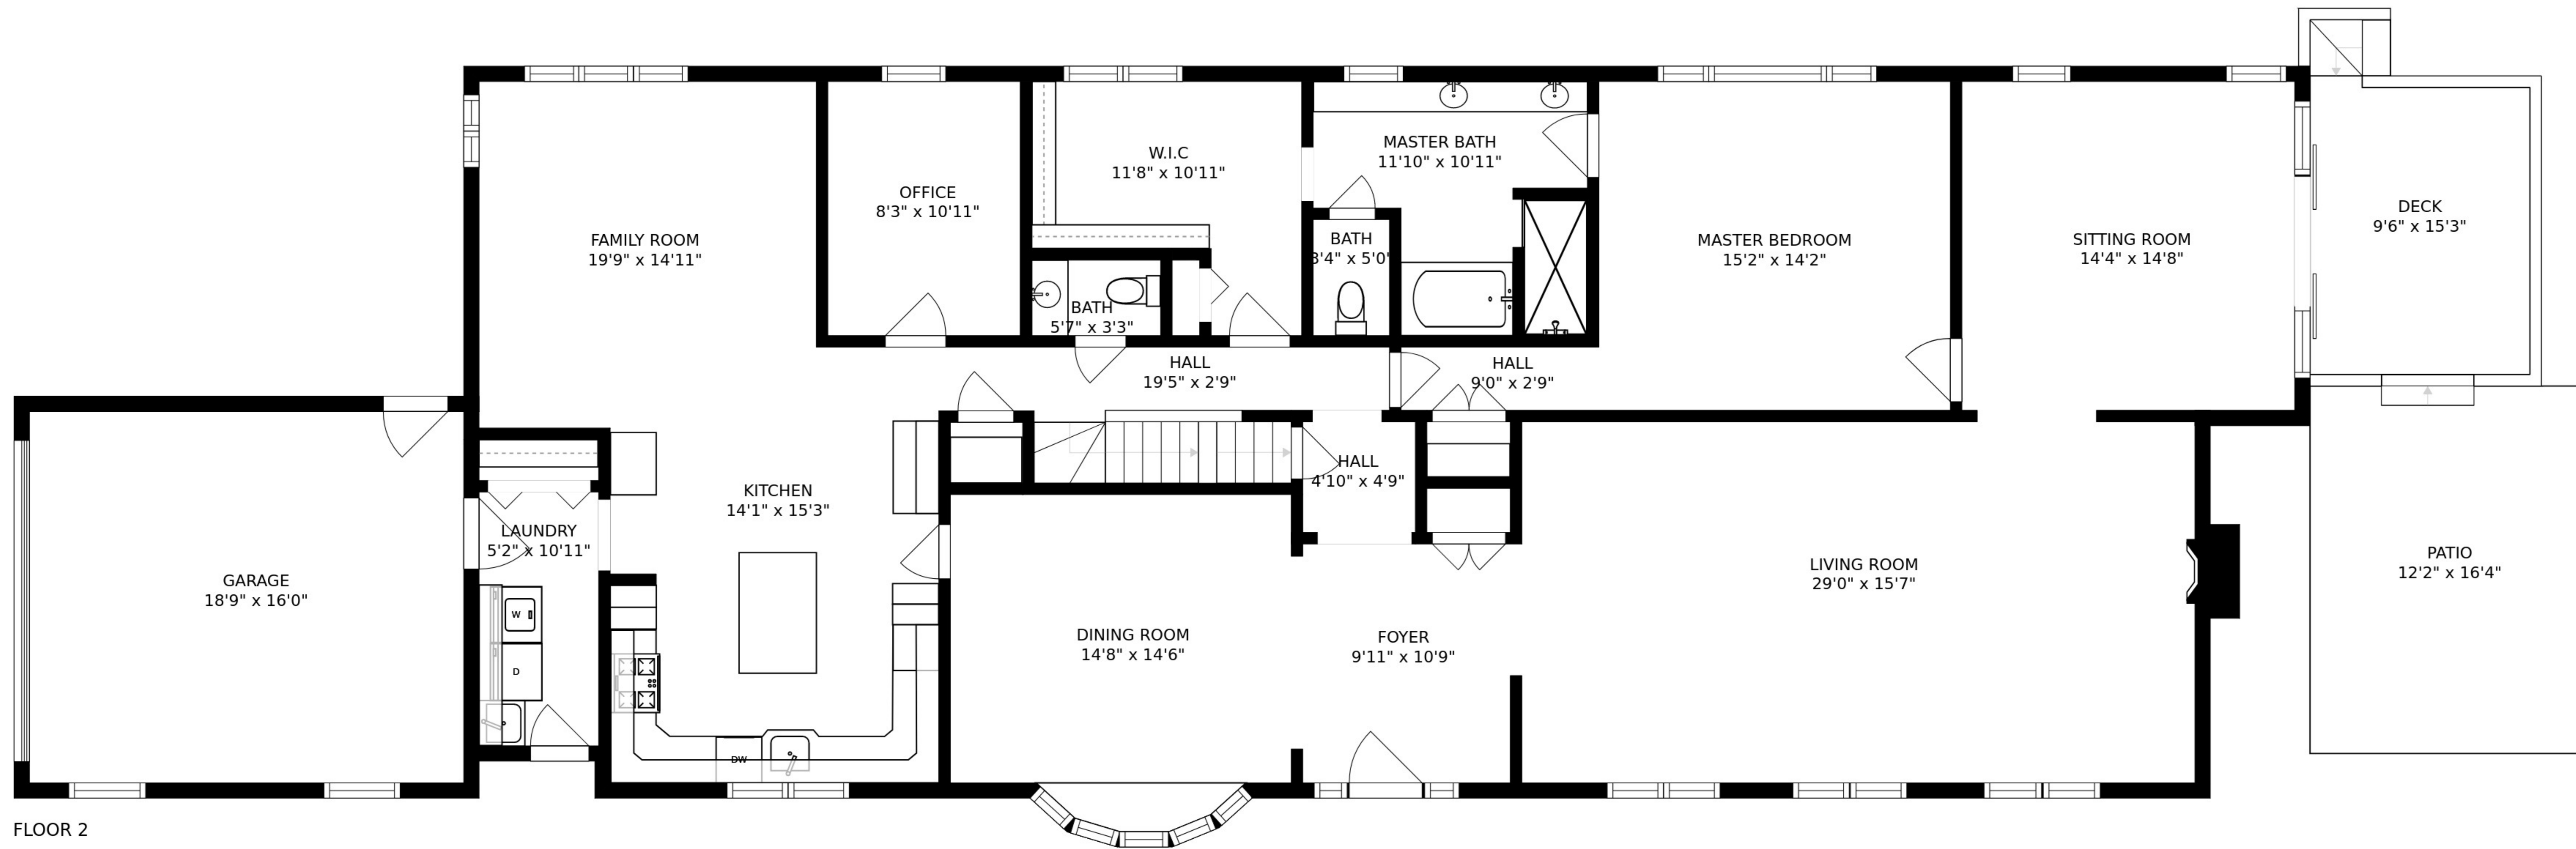 FAMILY ROOM
19'9" x 14'11"
OFFICE
8'3" x 10'11"
W.I.C
11'8" x 10'11"
MASTER BATH
11'10" x 10'11"
BATH
5'7" x 3'3"
BATH
3'4" x 5'0"
MASTER BEDROOM
15'2" x 14'2"
SITTING ROOM
14'4" x 14'8"
DECK
9'6" x 15'3"
HALL
19'5" x 2'9"
HALL
9'0" x 2'9"
HALL
4'10" x 4'9"
GARAGE
18'9" x 16'0"
LAUNDRY
5'2" x 10'11"
W
D
KITCHEN
14'1" x 15'3"
DW
DINING ROOM
14'8" x 14'6"
FOYER
9'11" x 10'9"
LIVING ROOM
29'0" x 15'7"
PATIO
12'2" x 16'4"
FLOOR 2